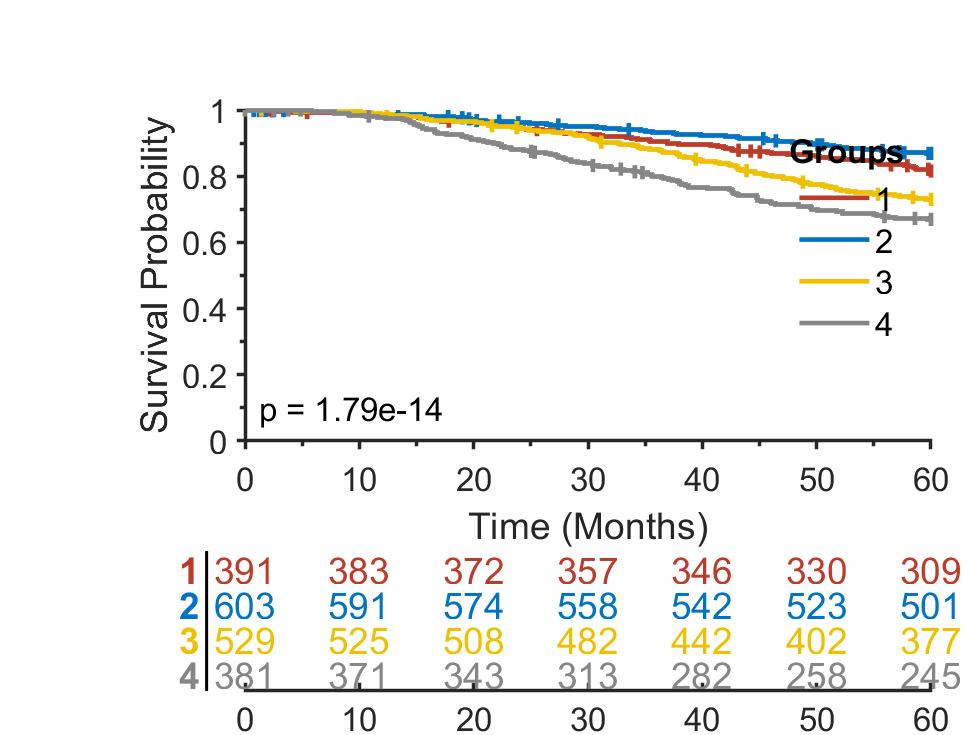 Survival Probability
1
0.8
0.6
0.4
0.2
0
Groups
1
2
3
4
p = 1.79e-14
0 10 20 30 40 50 60
Time (Months)
1 391 383 372 357 346 330 309
2 603 591 574 558 542 523 501
3 529 525 508 482 442 402 377
4 381 371 343 313 282 258 245
0 10 20 30 40 50 60